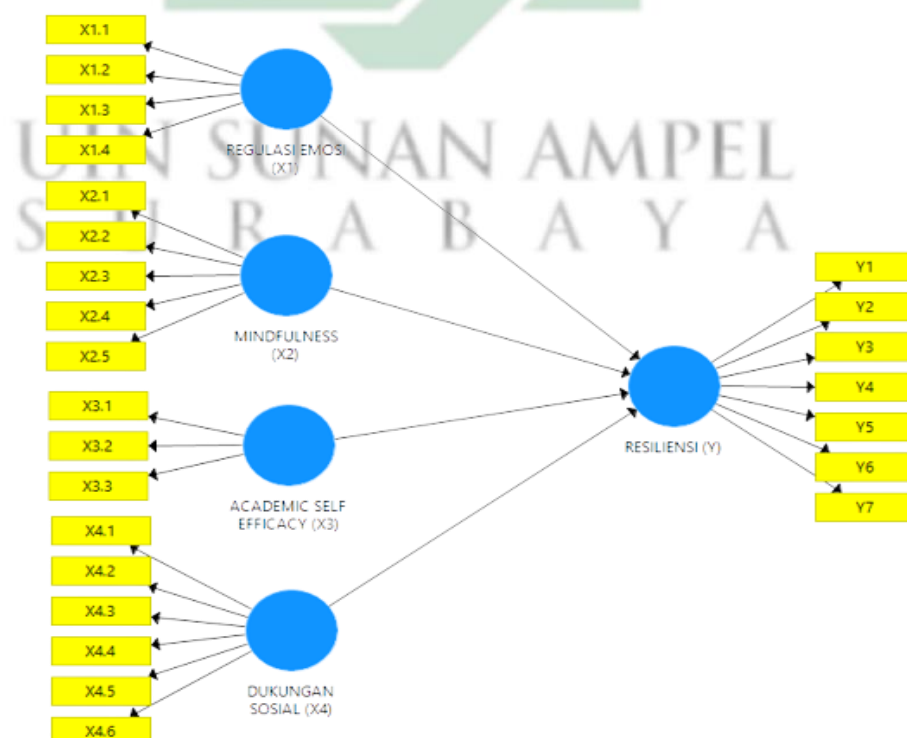 X1.1
X1.2
X1.3
X1.4
REGULASI EMOSI
(X1)
UIN SUNAN AMPEL
S U R A B A Y A
X2.1
X2.2
X2.3
X2.4
X2.5
MINDFULNESS
(X2)
X3.1
X3.2
X3.3
ACADEMIC SELF
EFFICACY (X3)
X4.1
X4.2
X4.3
X4.4
X4.5
X4.6
DUKUNGAN
SOSIAL (X4)
RESILIENSI (Y)
Y1
Y2
Y3
Y4
Y5
Y6
Y7